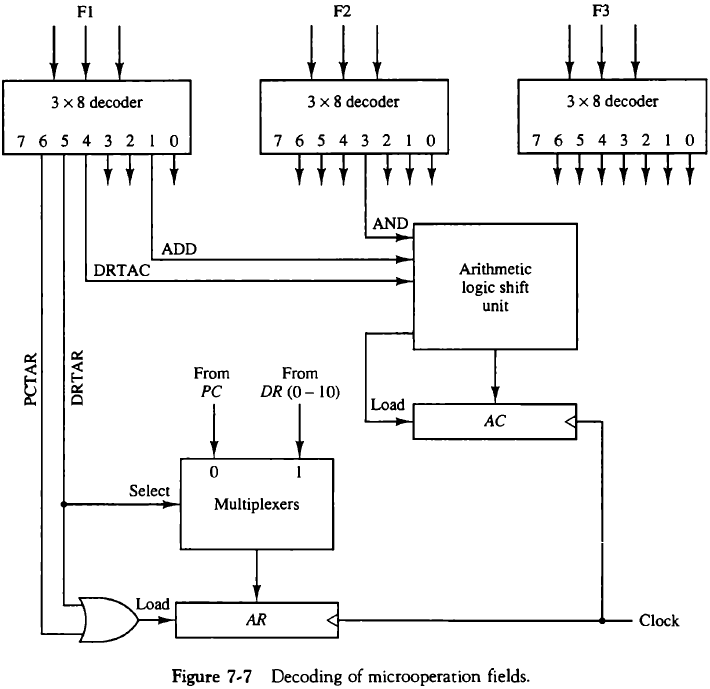 F1 F2 F3
3 × 8 decoder 3 × 8 decoder 3 × 8 decoder
7 6 5 4 3 2 1 0 7 6 5 4 3 2 1 0 7 6 5 4 3 2 1 0
AND
ADD
DRTAC
Arithmetic
logic shift
unit
PCTAR
DRTAR
From From
PC DR (0 – 10)
Load
AC
0 1
Select
Multiplexers
Load
AR
Clock
Figure 7-7 Decoding of microoperation fields.